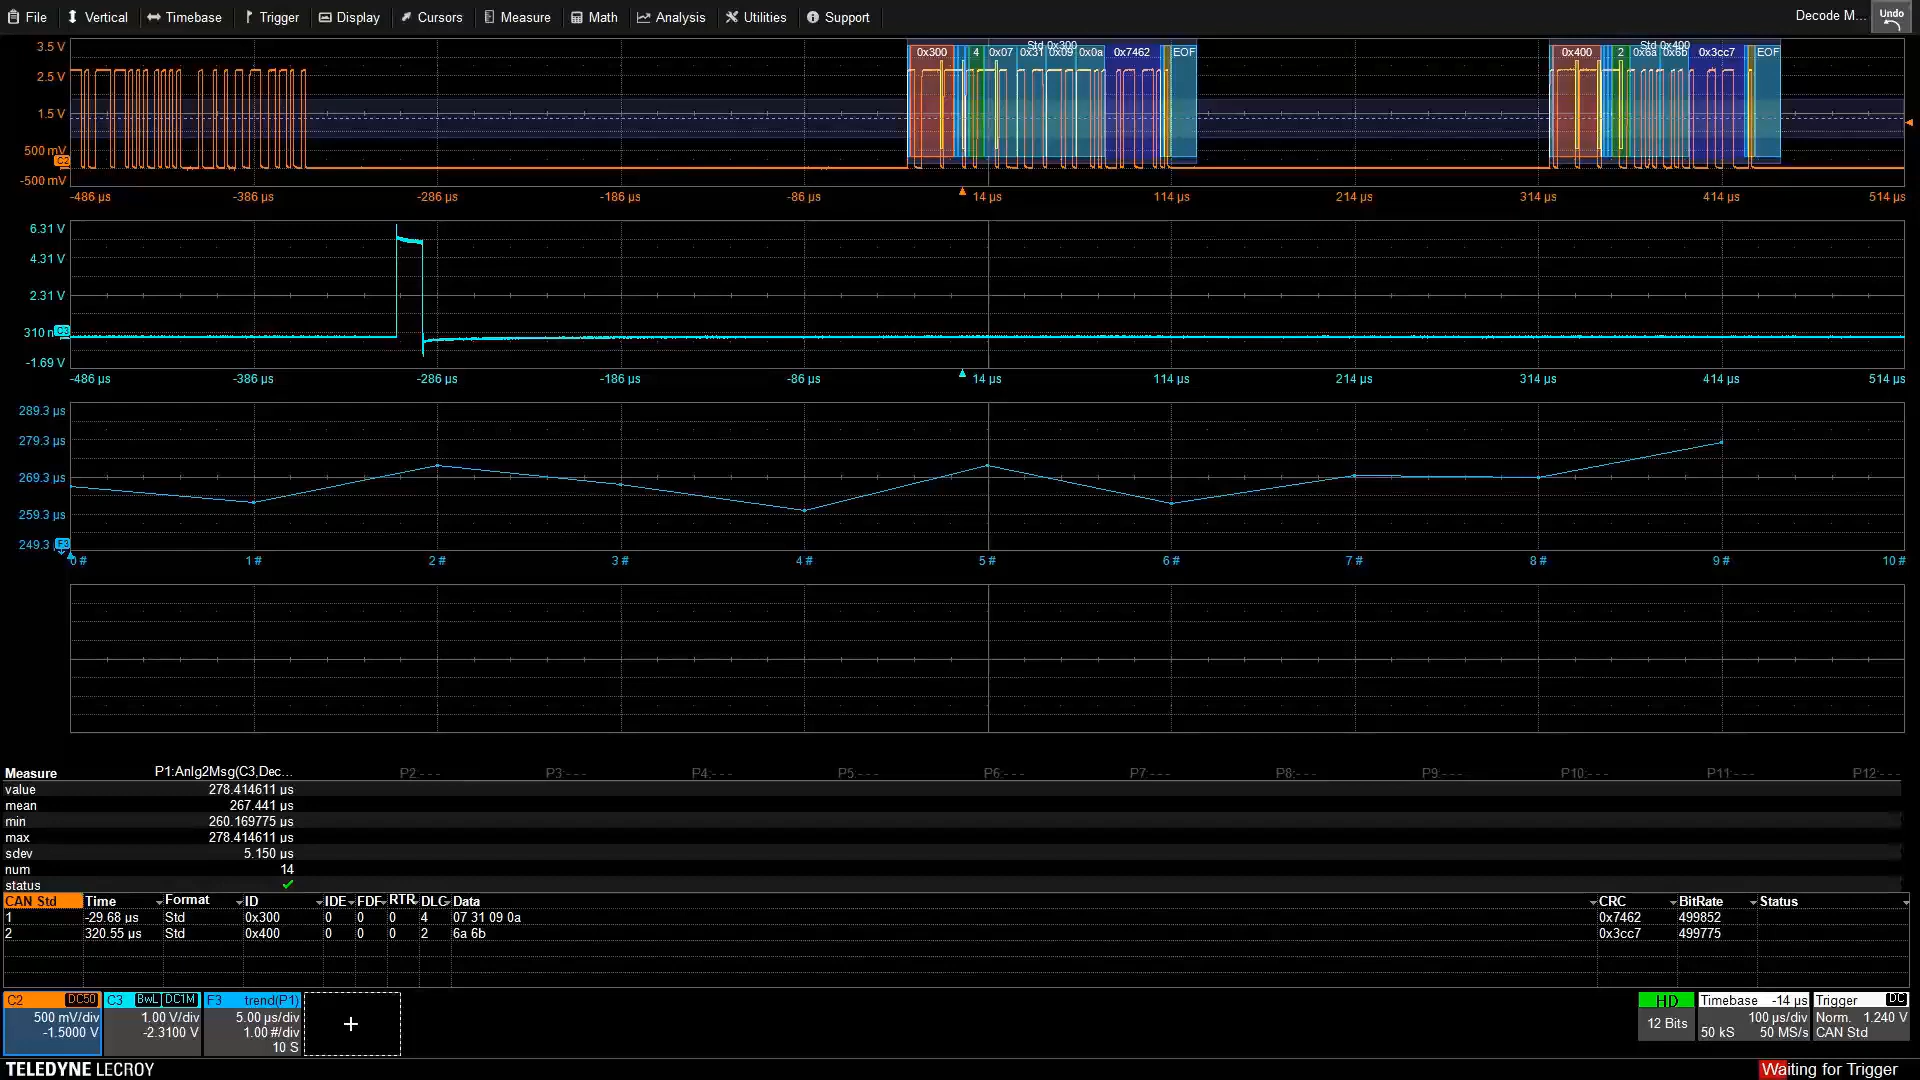 File Vertical Timebase Trigger Display Cursors Measure Math Analysis Utilities Support Decode M... Undo
3.5 V
2.5 V
1.5 V
500 mV
C2
-500 mV
Std 0x300
0x300 4 0x07 0x31 0x09 0x0a 0x7462 EOF
Std 0x400
0x400 2 0x6a 0x6b 0x3cc7 EOF
-486 µs -386 µs -286 µs -186 µs -86 µs 14 µs 114 µs 214 µs 314 µs 414 µs 514 µs
6.31 V
4.31 V
2.31 V
310 m C3
-1.69 V
-486 µs -386 µs -286 µs -186 µs -86 µs 14 µs 114 µs 214 µs 314 µs 414 µs 514 µs
289.3 µs
279.3 µs
269.3 µs
259.3 µs
249.3 F3
0 # 1 # 2 # 3 # 4 # 5 # 6 # 7 # 8 # 9 # 10 #
Measure P1:Anlg2Msg(C3,Dec... P2:- - - P3:- - - P4:- - - P5:- - - P6:- - - P7:- - - P8:- - - P9:- - - P10:- - - P11:- - - P12:- - -
value 278.414611 µs
mean 267.441 µs
min 260.169775 µs
max 278.414611 µs
sdev 5.150 µs
num 14
status
CAN Std Time Format ID IDE FDF RTR DLC Data CRC BitRate Status
1 -29.68 µs Std 0x300 0 0 0 4 07 31 09 0a 0x7462 499852
2 320.55 µs Std 0x400 0 0 0 2 6a 6b 0x3cc7 499775
C2 DC50 C3 BwL DC1M F3 trend(P1) HD Timebase -14 µs Trigger DC
500 mV/div 1.00 V/div 5.00 µs/div 12 Bits 100 µs/div Norm. 1.240 V
-1.5000 V -2.3100 V 1.00 #/div 50 kS 50 MS/s CAN Std
10 S
+
TELEDYNE LECROY Waiting for Trigger